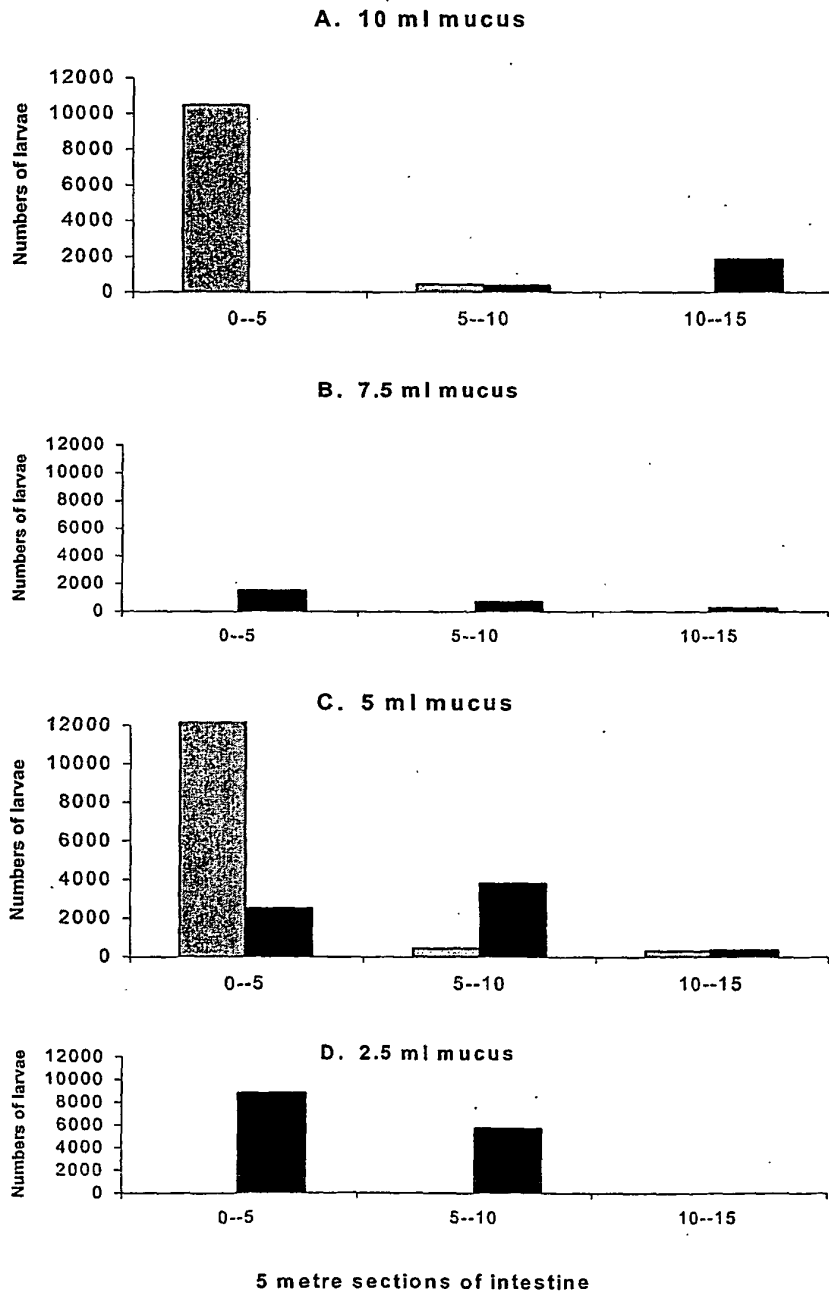 A. 10 ml mucus
Numbers of larvae
12000
10000
8000
6000
4000
2000
0
0--5 5--10 10--15
B. 7.5 ml mucus
Numbers of larvae
12000
10000
8000
6000
4000
2000
0
0--5 5--10 10--15
C. 5 ml mucus
Numbers of larvae
12000
10000
8000
6000
4000
2000
0
0--5 5--10 10--15
D. 2.5 ml mucus
Numbers of larvae
12000
10000
8000
6000
4000
2000
0
0--5 5--10 10--15
5 metre sections of intestine